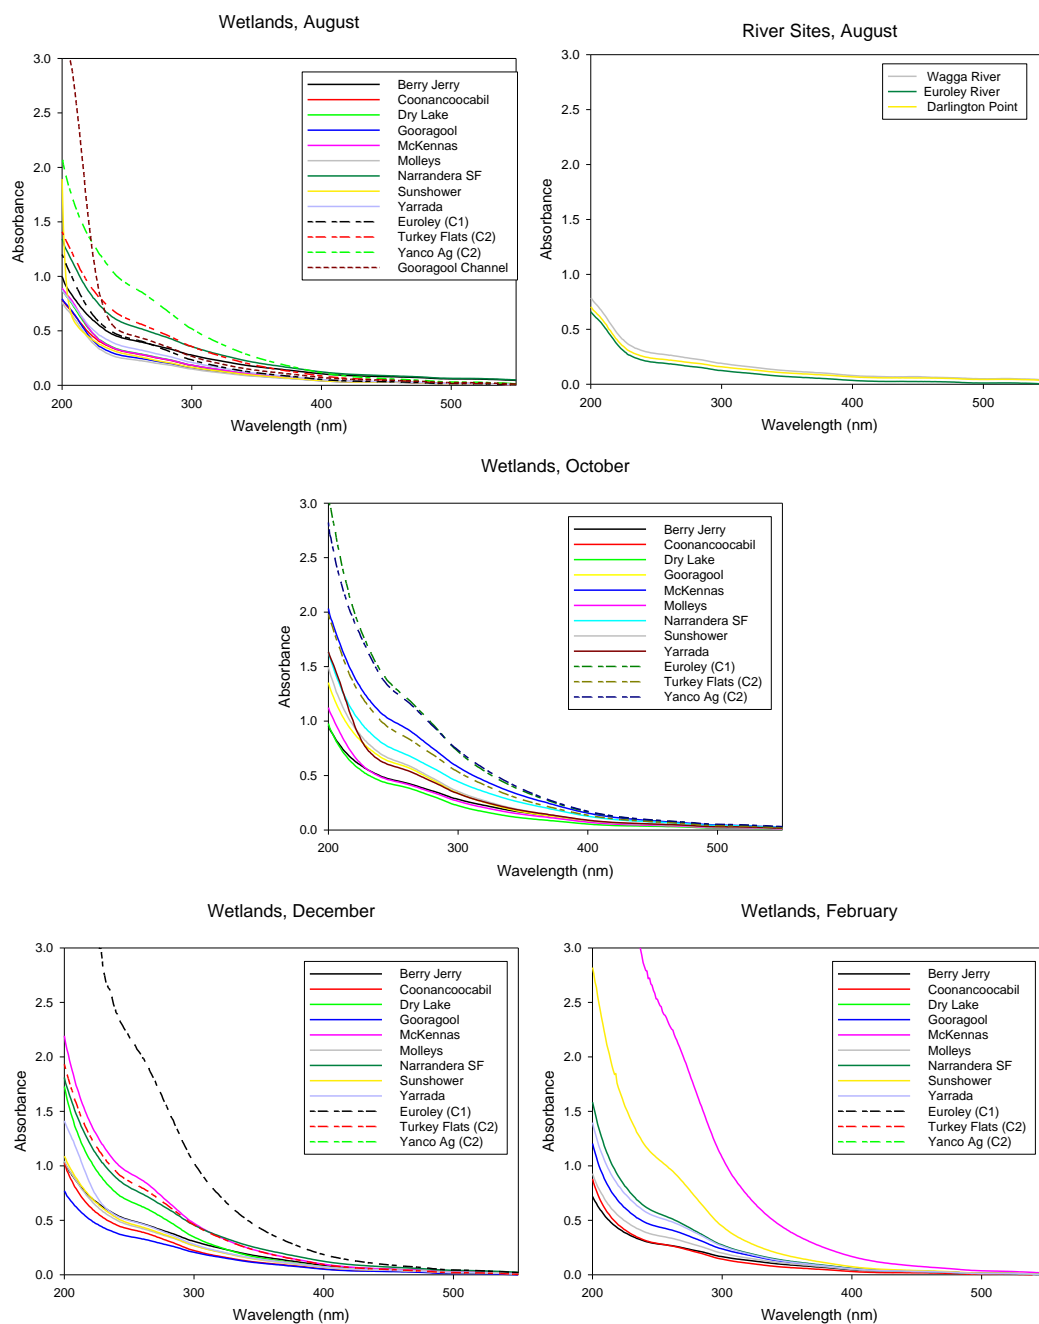 Wetlands, August
3.0
2.5
2.0
1.5
1.0
0.5
0.0
Absorbance
200
300
400
500
Wavelength (nm)
Berry Jerry
Coonancoocabil
Dry Lake
Gooragool
McKennas
Molleys
Narrandera SF
Sunshower
Yarrada
Euroley (C1)
Turkey Flats (C2)
Yanco Ag (C2)
Gooragool Channel
River Sites, August
3.0
2.5
2.0
1.5
1.0
0.5
0.0
Absorbance
200
300
400
500
Wavelength (nm)
Wagga River
Euroley River
Darlington Point
Wetlands, October
3.0
2.5
2.0
1.5
1.0
0.5
0.0
Absorbance
200
300
400
500
Wavelength (nm)
Berry Jerry
Coonancoocabil
Dry Lake
Gooragool
McKennas
Molleys
Narrandera SF
Sunshower
Yarrada
Euroley (C1)
Turkey Flats (C2)
Yanco Ag (C2)
Wetlands, December
3.0
2.5
2.0
1.5
1.0
0.5
0.0
Absorbance
200
300
400
500
Wavelength (nm)
Berry Jerry
Coonancoocabil
Dry Lake
Gooragool
McKennas
Molleys
Narrandera SF
Sunshower
Yarrada
Euroley (C1)
Turkey Flats (C2)
Yanco Ag (C2)
Wetlands, February
3.0
2.5
2.0
1.5
1.0
0.5
0.0
Absorbance
200
300
400
500
Wavelength (nm)
Berry Jerry
Coonancoocabil
Dry Lake
Gooragool
McKennas
Molleys
Narrandera SF
Sunshower
Yarrada
Euroley (C1)
Turkey Flats (C2)
Yanco Ag (C2)